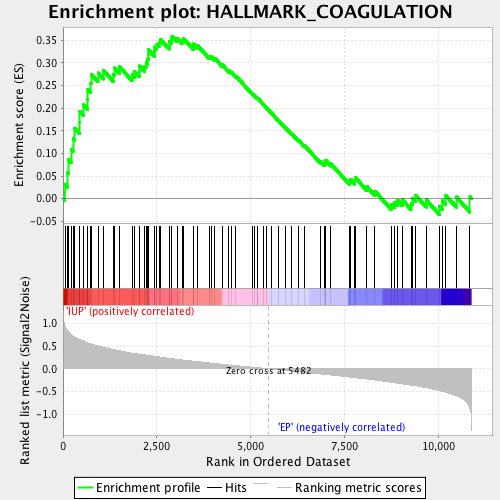 Enrichment plot: HALLMARK_COAGULATION
Enrichment score (ES)
0.35
0.30
0.25
0.20
0.15
0.10
0.05
0.00
-0.05
Ranked list metric (Signal2Noise)
'IUP' (positively correlated)
1.0
0.5
0.0
-0.5
-1.0
Zero cross at 5482
'EP' (negatively correlated)
0
2,500
5,000
7,500
10,000
Rank in Ordered Dataset
Enrichment profile
Hits
Ranking metric scores